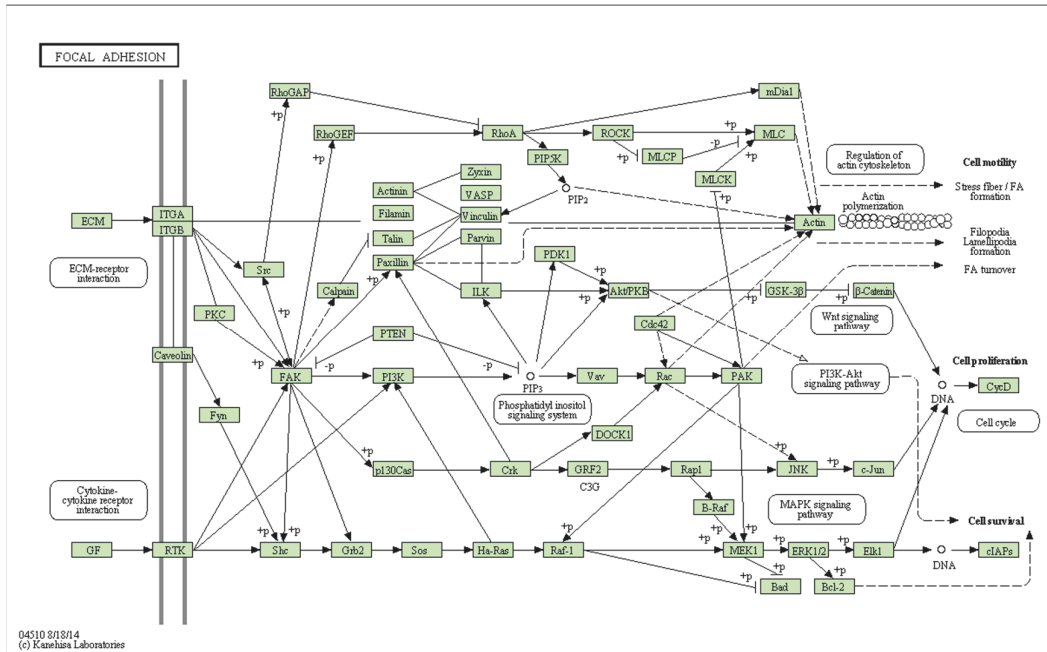 FOCAL ADHESION
RhoGAP
mDia1
+p
RhoGEF
RhoA
ROCK
+p
MLC
+p
+p
-p
PIP5K
MLCP
+p
Regulation of
actin cytoskeleton
Cell motility
Zyxin
MLCK
Actinin
VASP
PIP2
Stress fiber / FA
formation
Actin
polymerization
ECM
ITGA
ITGB
Filamin
Vinculin
Actin
Talin
Parvin
Filopodia
Lamellipodia
formation
ECM-receptor
interaction
Src
Paxillin
PDK1
FA turnover
+p
+p
+p
Calpain
ILK
Akt/PKB
GSK-3β
β-Catenin
+p
+p
+p
PKC
PTEN
Cdc42
Wnt signaling
pathway
Caveolin
+p
-p
-p
Cell proliferation
FAK
PI3K
PIP3
Vav
Rac
PAK
PI3K-Akt
signaling pathway
CycD
DNA
Fyn
Phosphatidyl inositol
signaling system
Cell cycle
DOCK1
+p
p130Cas
Crk
GRF2
Rap1
JNK
+p
c-Jun
C3G
Cytokine-
cytokine receptor
interaction
B-Raf
MAPK signaling
pathway
Cell survival
+p
+p
+p
+p
+p
+p
+p
GF
RTK
Shc
Grb2
Sos
Ha-Ras
Raf-1
MEK1
ERK1/2
Elk1
DNA
cIAPs
+p
+p
+p
Bad
Bcl-2
04510 8/18/14
(c) Kanehisa Laboratories